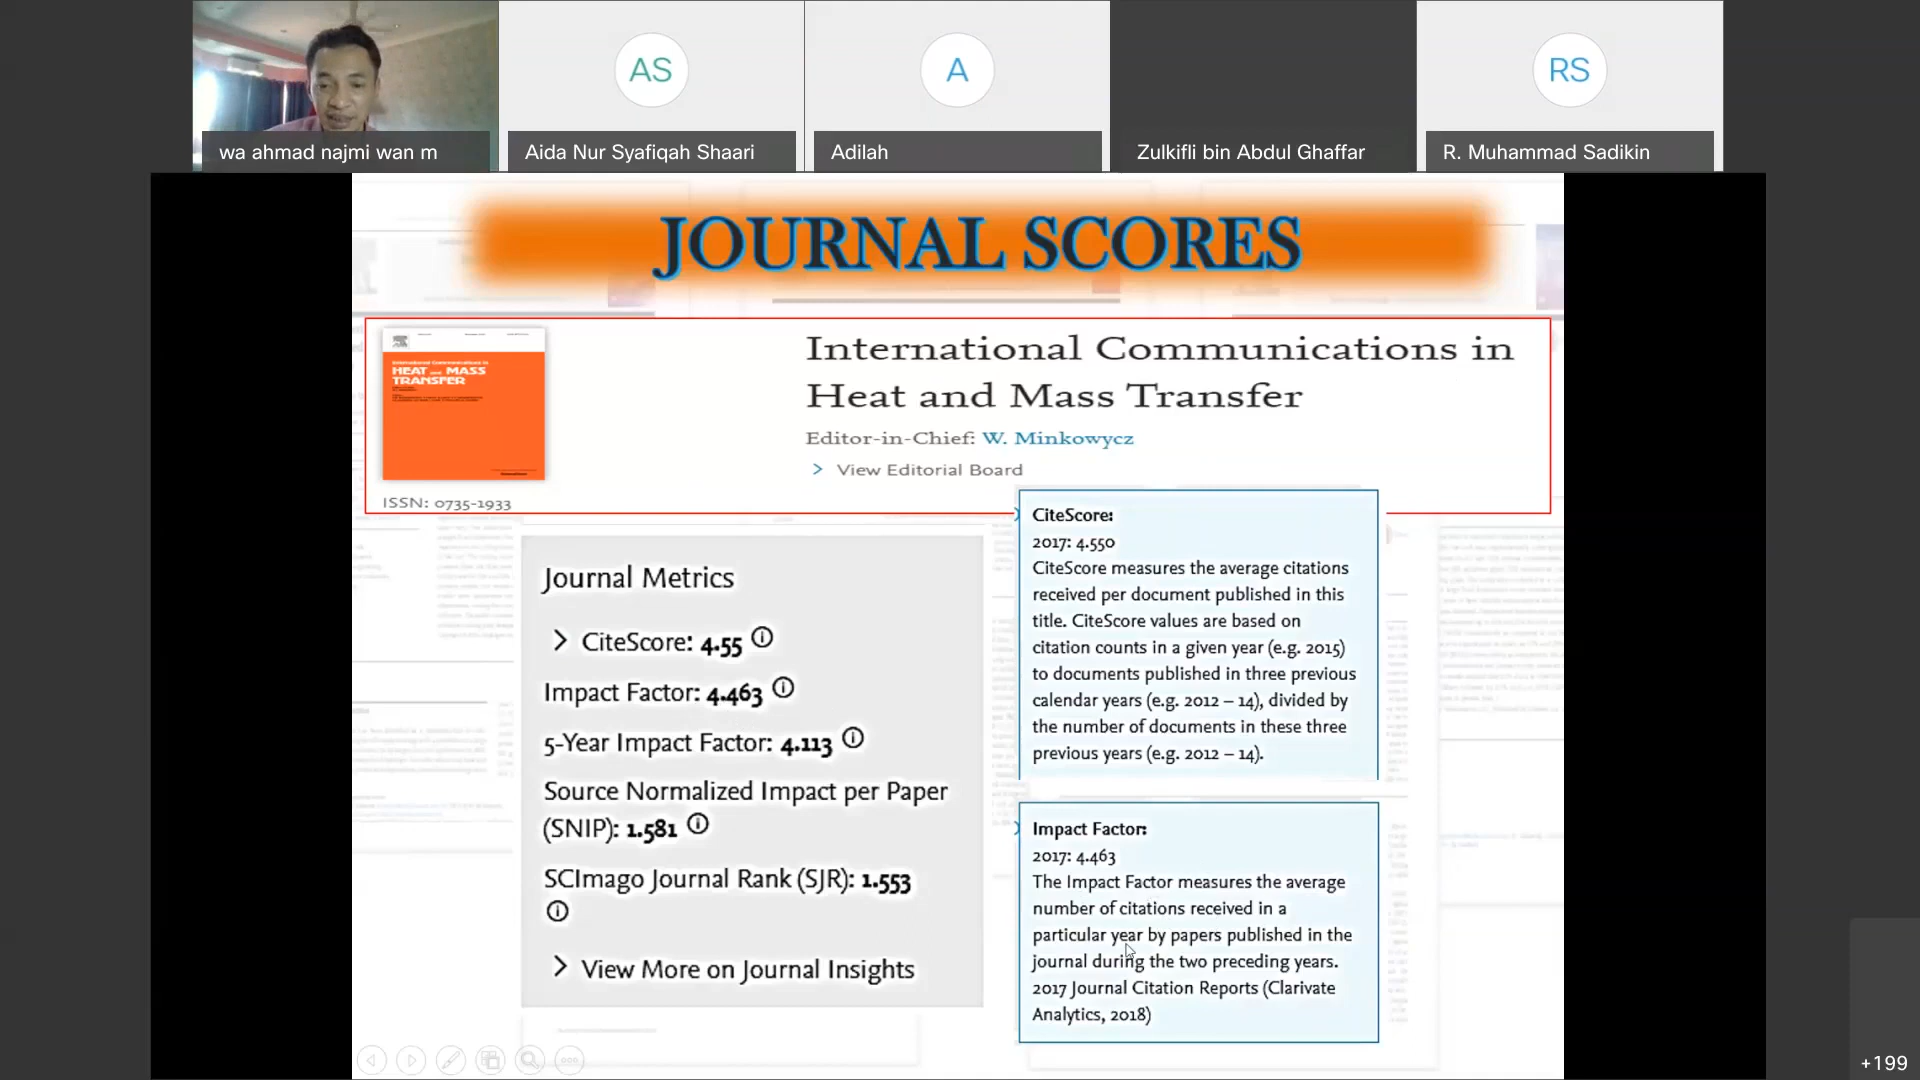 AS
A
RS
wa ahmad najmi wan m
Aida Nur Syafiqah Shaari
Adilah
Zulkifli bin Abdul Ghaffar
R. Muhammad Sadikin
JOURNAL SCORES
International Communications in
HEAT and MASS
TRANSFER
ISSN: 0735-1933
International Communications in
Heat and Mass Transfer
Editor-in-Chief: W. Minkowycz
> View Editorial Board
Journal Metrics
> CiteScore: 4.55
Impact Factor: 4.463
5-Year Impact Factor: 4.113
Source Normalized Impact per Paper
(SNIP): 1.581
SCImago Journal Rank (SJR): 1.553
> View More on Journal Insights
CiteScore:
2017: 4.550
CiteScore measures the average citations
received per document published in this
title. CiteScore values are based on
citation counts in a given year (e.g. 2015)
to documents published in three previous
calendar years (e.g. 2012 – 14), divided by
the number of documents in these three
previous years (e.g. 2012 – 14).
Impact Factor:
2017: 4.463
The Impact Factor measures the average
number of citations received in a
particular year by papers published in the
journal during the two preceding years.
2017 Journal Citation Reports (Clarivate
Analytics, 2018)
+199